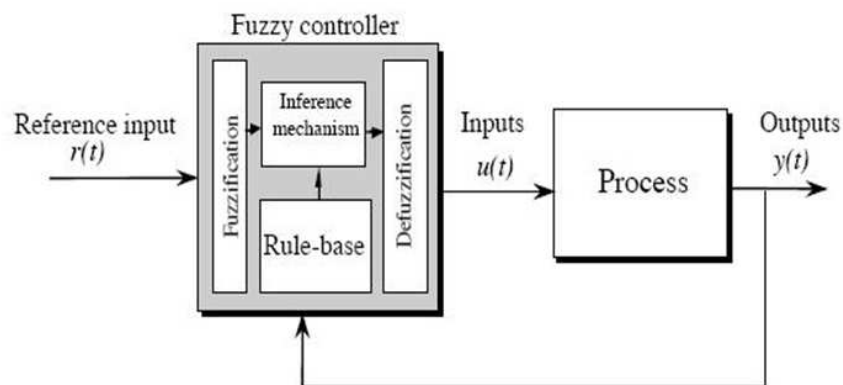 Fuzzy controller
Reference input
r(t)
Fuzzification
Inference
mechanism
Rule-base
Defuzzification
Inputs
u(t)
Process
Outputs
y(t)